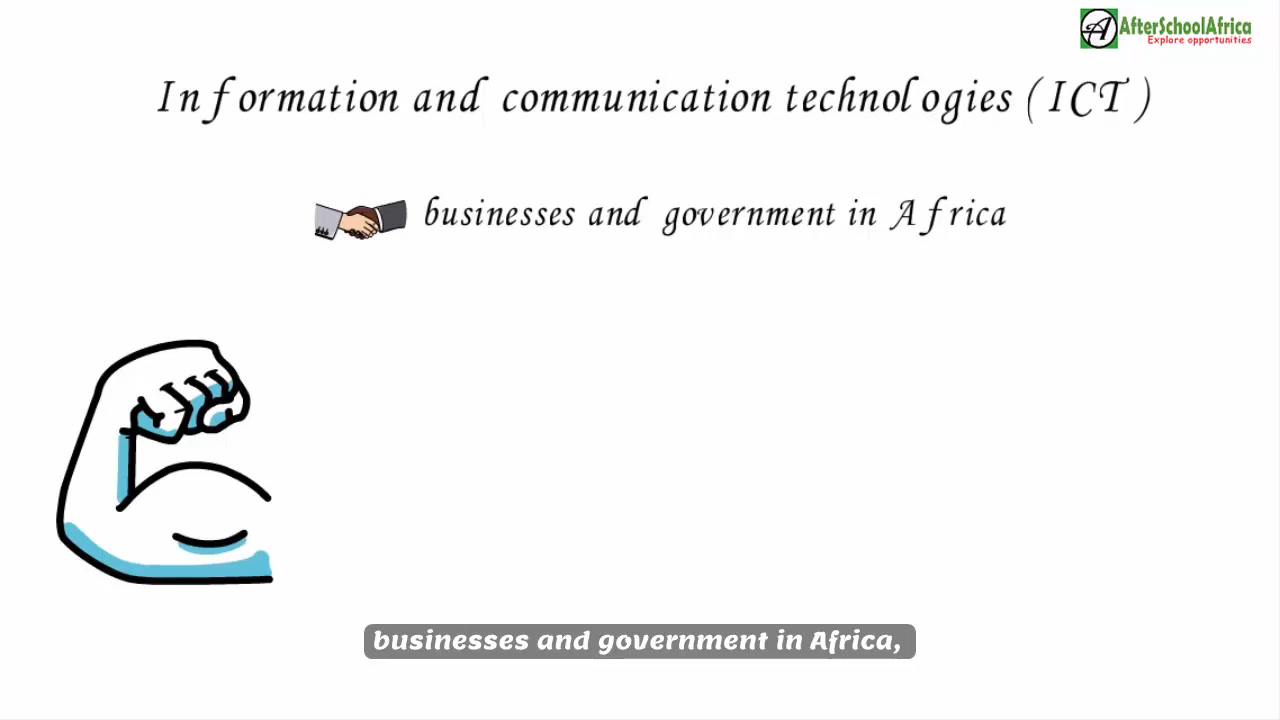 AfterSchoolAfrica
Explore opportunities
Information and communication technologies (ICT)
businesses and government in Africa
businesses and government in Africa,